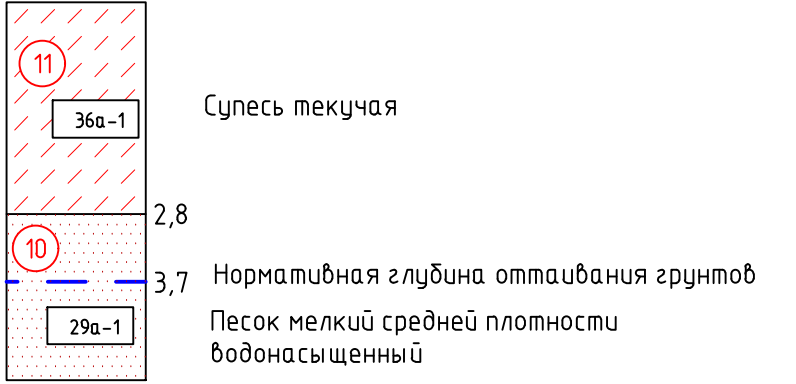 11
36а-1
Супесь текучая
2,8
10
3,7
Нормативная глубина оттаивания грунтов
29а-1
Песок мелкий средней плотности
водонасыщенный